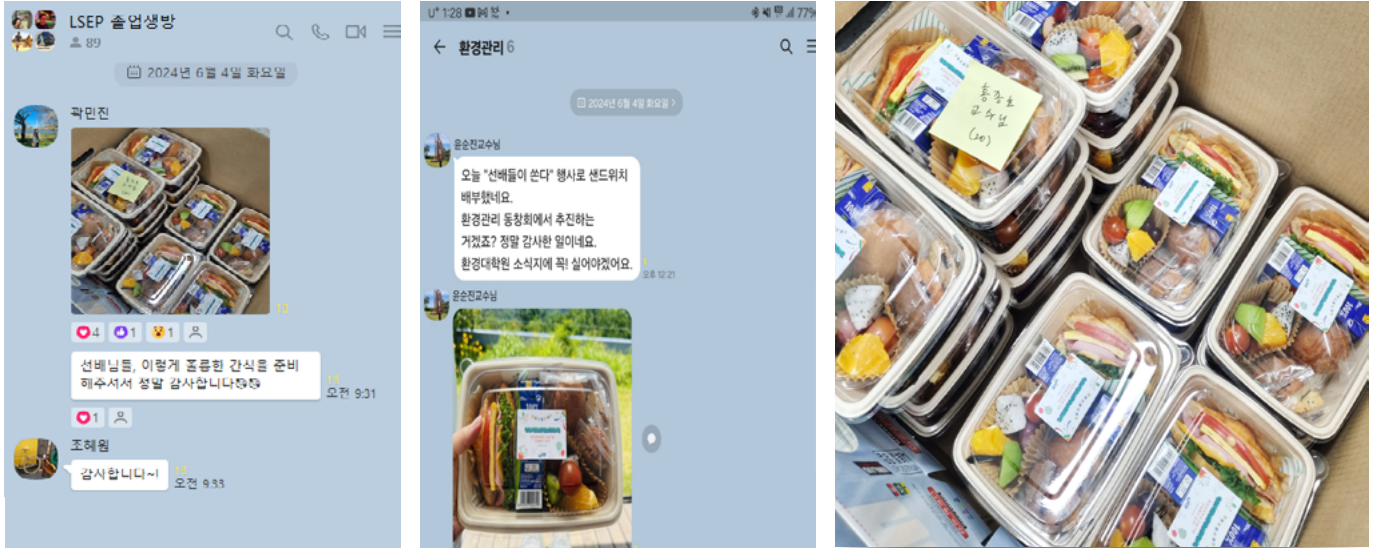 LSEP 졸업생방
89
2024년 6월 4일 화요일
곽민진
13
4
1
1
선배님들, 이렇게 훌륭한 간식을 준비
해주셔서 정말 감사합니다
오전 9:31
1
조혜원
감사합니다~!
오전 9:33
U+ 1:28
77%
환경관리 6
2024년 6월 4일 화요일 >
윤순진교수님
오늘 "선배들이 쏜다" 행사로 샌드위치
배부했네요.
환경관리 동창회에서 추진하는
거겠죠? 정말 감사한 일이네요.
환경대학원 소식지에 꼭! 실어야겠어요.
1
오후 12:21
윤순진교수님
홍종호
교수님
(20)